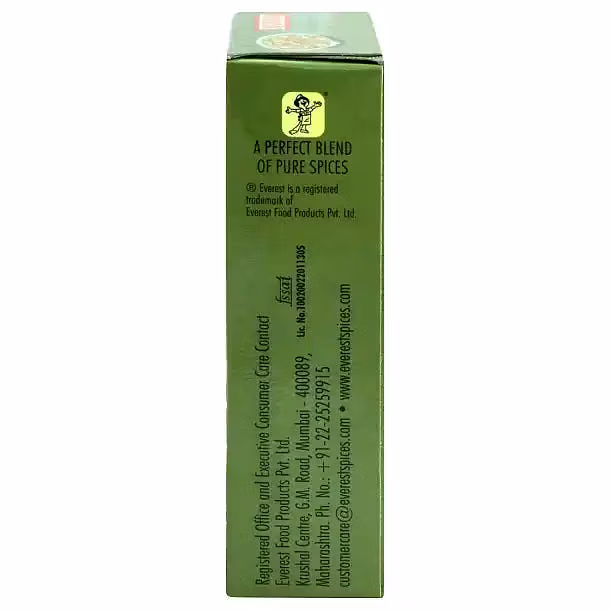 A PERFECT BLEND
OF PURE SPICES
® Everest is a registered
trademark of
Everest Food Products Pvt. Ltd.
fssai
Lic. No.10020022011305
Registered Office and Executive Consumer Care Contact
Everest Food Products Pvt. Ltd.
Krushal Centre, G.M. Road, Mumbai - 400089,
Maharashtra. Ph. No.: +91-22-25259915
customercare@everestspices.com • www.everestspices.com